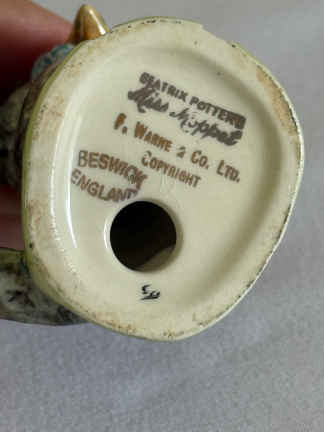 BEATRIX POTTER'S
Miss Moppet
F. WARNE & CO. LTD.
COPYRIGHT
BESWICK
ENGLAND